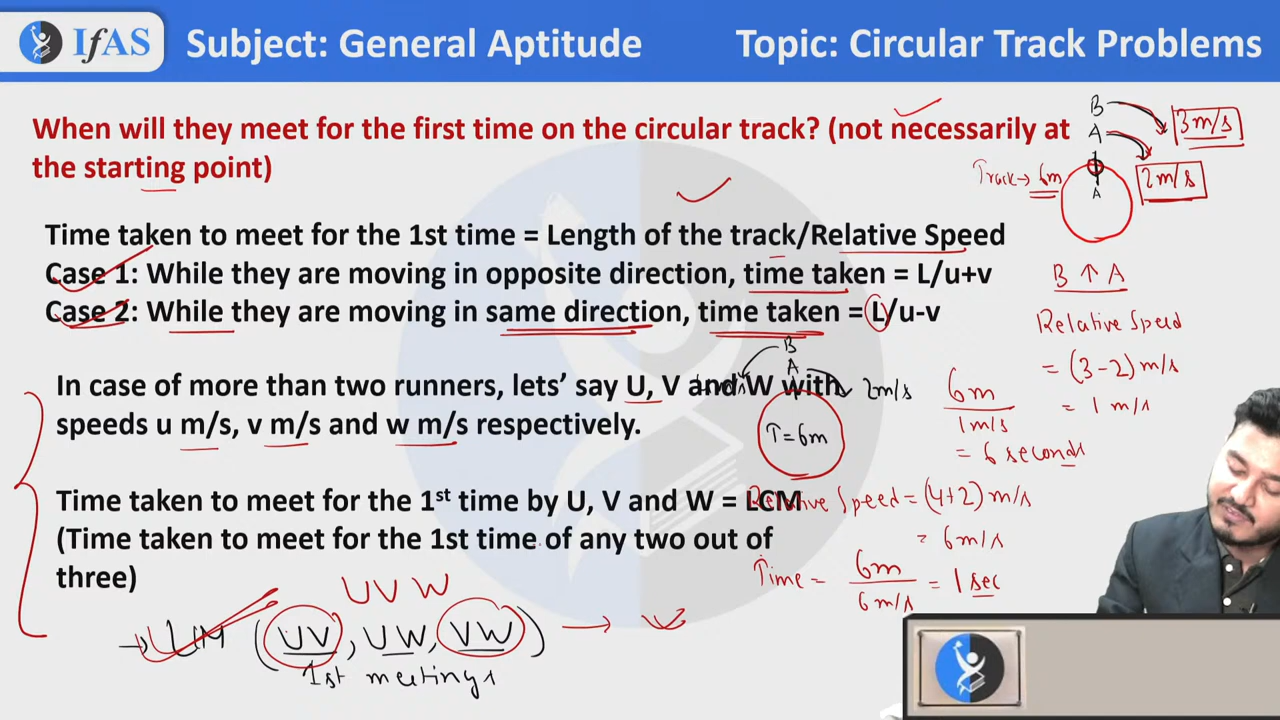 IfAS
Subject: General Aptitude
Topic: Circular Track Problems
When will they meet for the first time on the circular track? (not necessarily at
the starting point)
Time taken to meet for the 1st time = Length of the track/Relative Speed
Case 1: While they are moving in opposite direction, time taken = L/u+v
Case 2: While they are moving in same direction, time taken = L/u-v
In case of more than two runners, lets' say U, V and W with
speeds u m/s, v m/s and w m/s respectively.
Time taken to meet for the 1st time by U, V and W = LCM
(Time taken to meet for the 1st time of any two out of
three)
UVW
→ LCM (UV, UW, VW) →
1st meetings
B
3m/s
A
Track→ 6m
2m/s
A
B ↑ A
Relative Speed
= (3-2) m/s
= 1 m/s
6m
1m/s
= 6 seconds
B
A
2m/s
T=6m
Relative Speed = (4+2) m/s
= 6m/s
Time = 6m
6m/s
= 1 sec